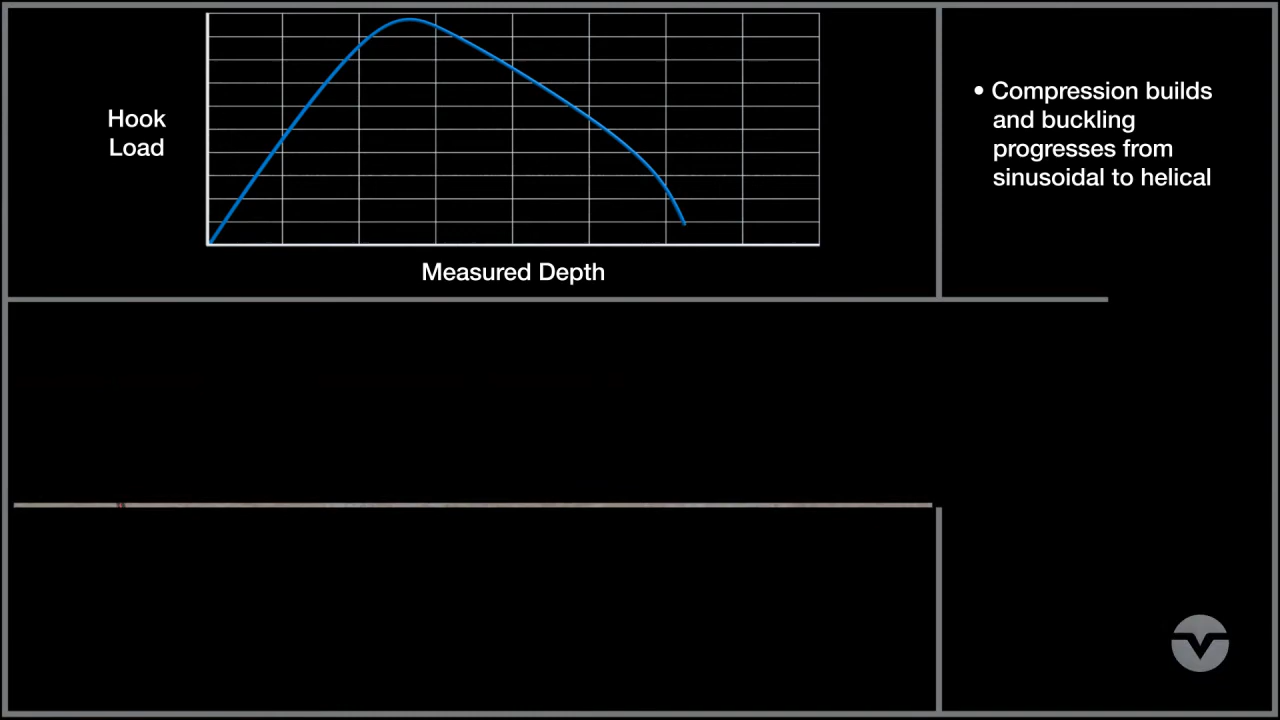 Hook
Load
Measured Depth
• Compression builds
and buckling
progresses from
sinusoidal to helical